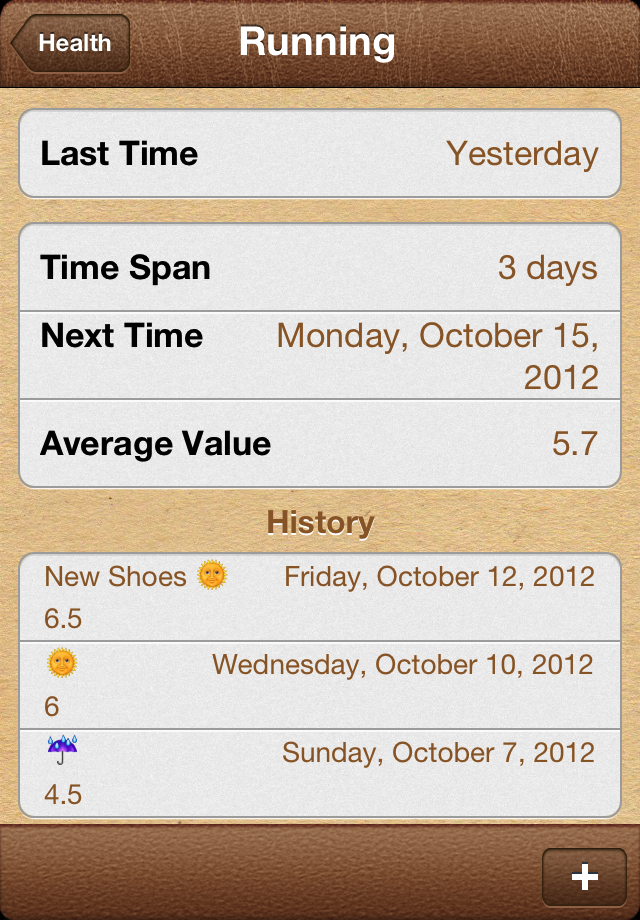 Health
Running
Last Time Yesterday
Time Span 3 days
Next Time Monday, October 15,
2012
Average Value 5.7
History
New Shoes 🌞 Friday, October 12, 2012
6.5
🌞 Wednesday, October 10, 2012
6
☔ Sunday, October 7, 2012
4.5
+